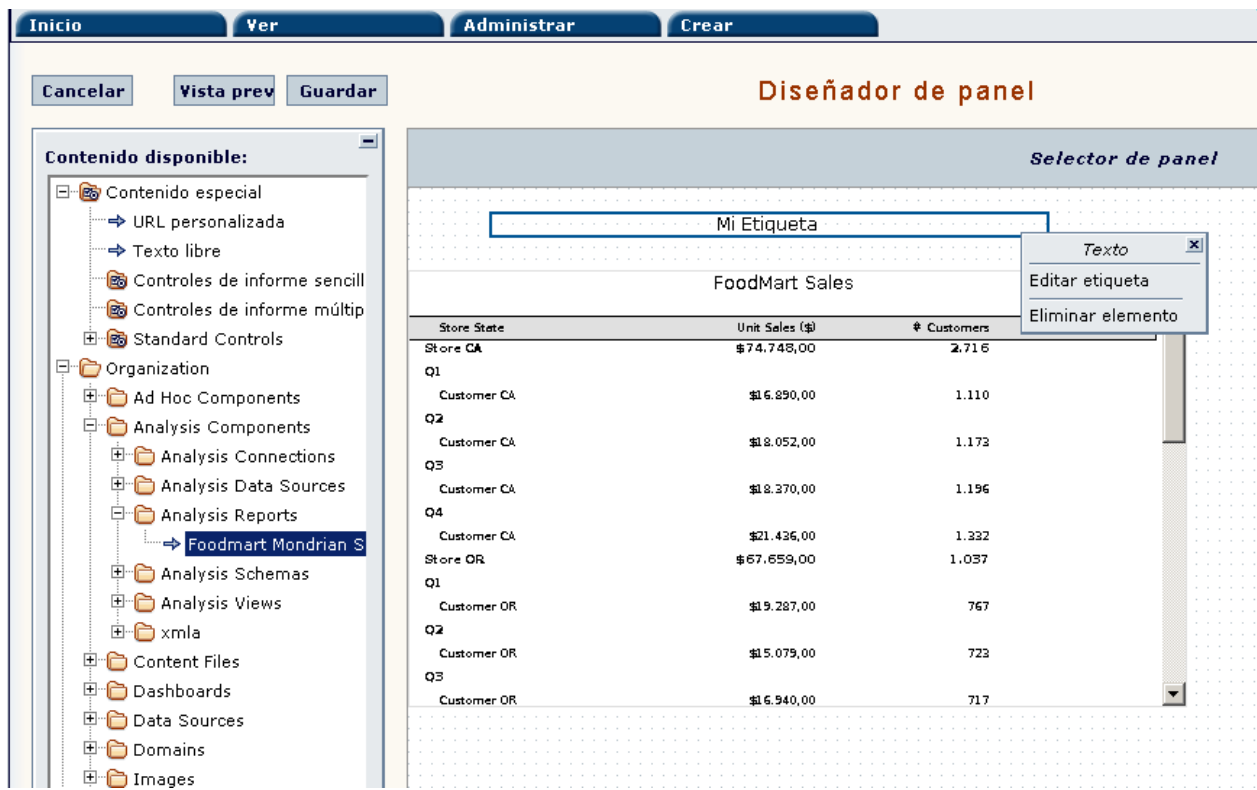 Inicio Ver Administrar Crear
Cancelar Vista prev Guardar
Diseñador de panel
Contenido disponible:
Contenido especial
URL personalizada
Texto libre
Controles de informe sencill
Controles de informe múltip
Standard Controls
Organization
Ad Hoc Components
Analysis Components
Analysis Connections
Analysis Data Sources
Analysis Reports
Foodmart Mondrian S
Analysis Schemas
Analysis Views
xmla
Content Files
Dashboards
Data Sources
Domains
Images
Selector de panel
Mi Etiqueta
Texto
Editar etiqueta
Eliminar elemento
FoodMart Sales
Store State Unit Sales ($) # Customers
Store CA $74.748,00 2.716
Q1
Customer CA $16.890,00 1.110
Q2
Customer CA $18.052,00 1.173
Q3
Customer CA $18.370,00 1.196
Q4
Customer CA $21.436,00 1.332
Store OR $67.659,00 1.037
Q1
Customer OR $19.287,00 767
Q2
Customer OR $15.079,00 723
Q3
Customer OR $16.940,00 717